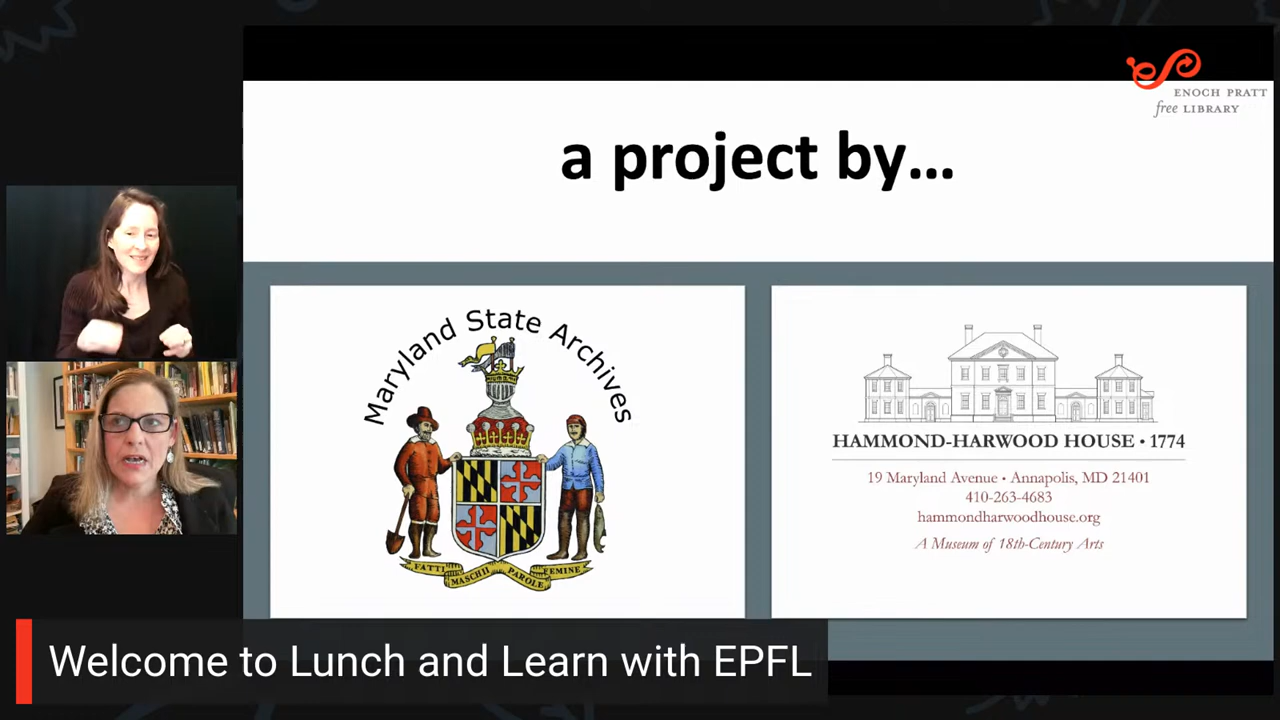 ENOCH PRATT
free LIBRARY
a project by...
Maryland State Archives
FATTI MASCHII PAROLE FEMINE
HAMMOND-HARWOOD HOUSE • 1774
19 Maryland Avenue • Annapolis, MD 21401
410-263-4683
hammondharwoodhouse.org
A Museum of 18th-Century Arts
Welcome to Lunch and Learn with EPFL